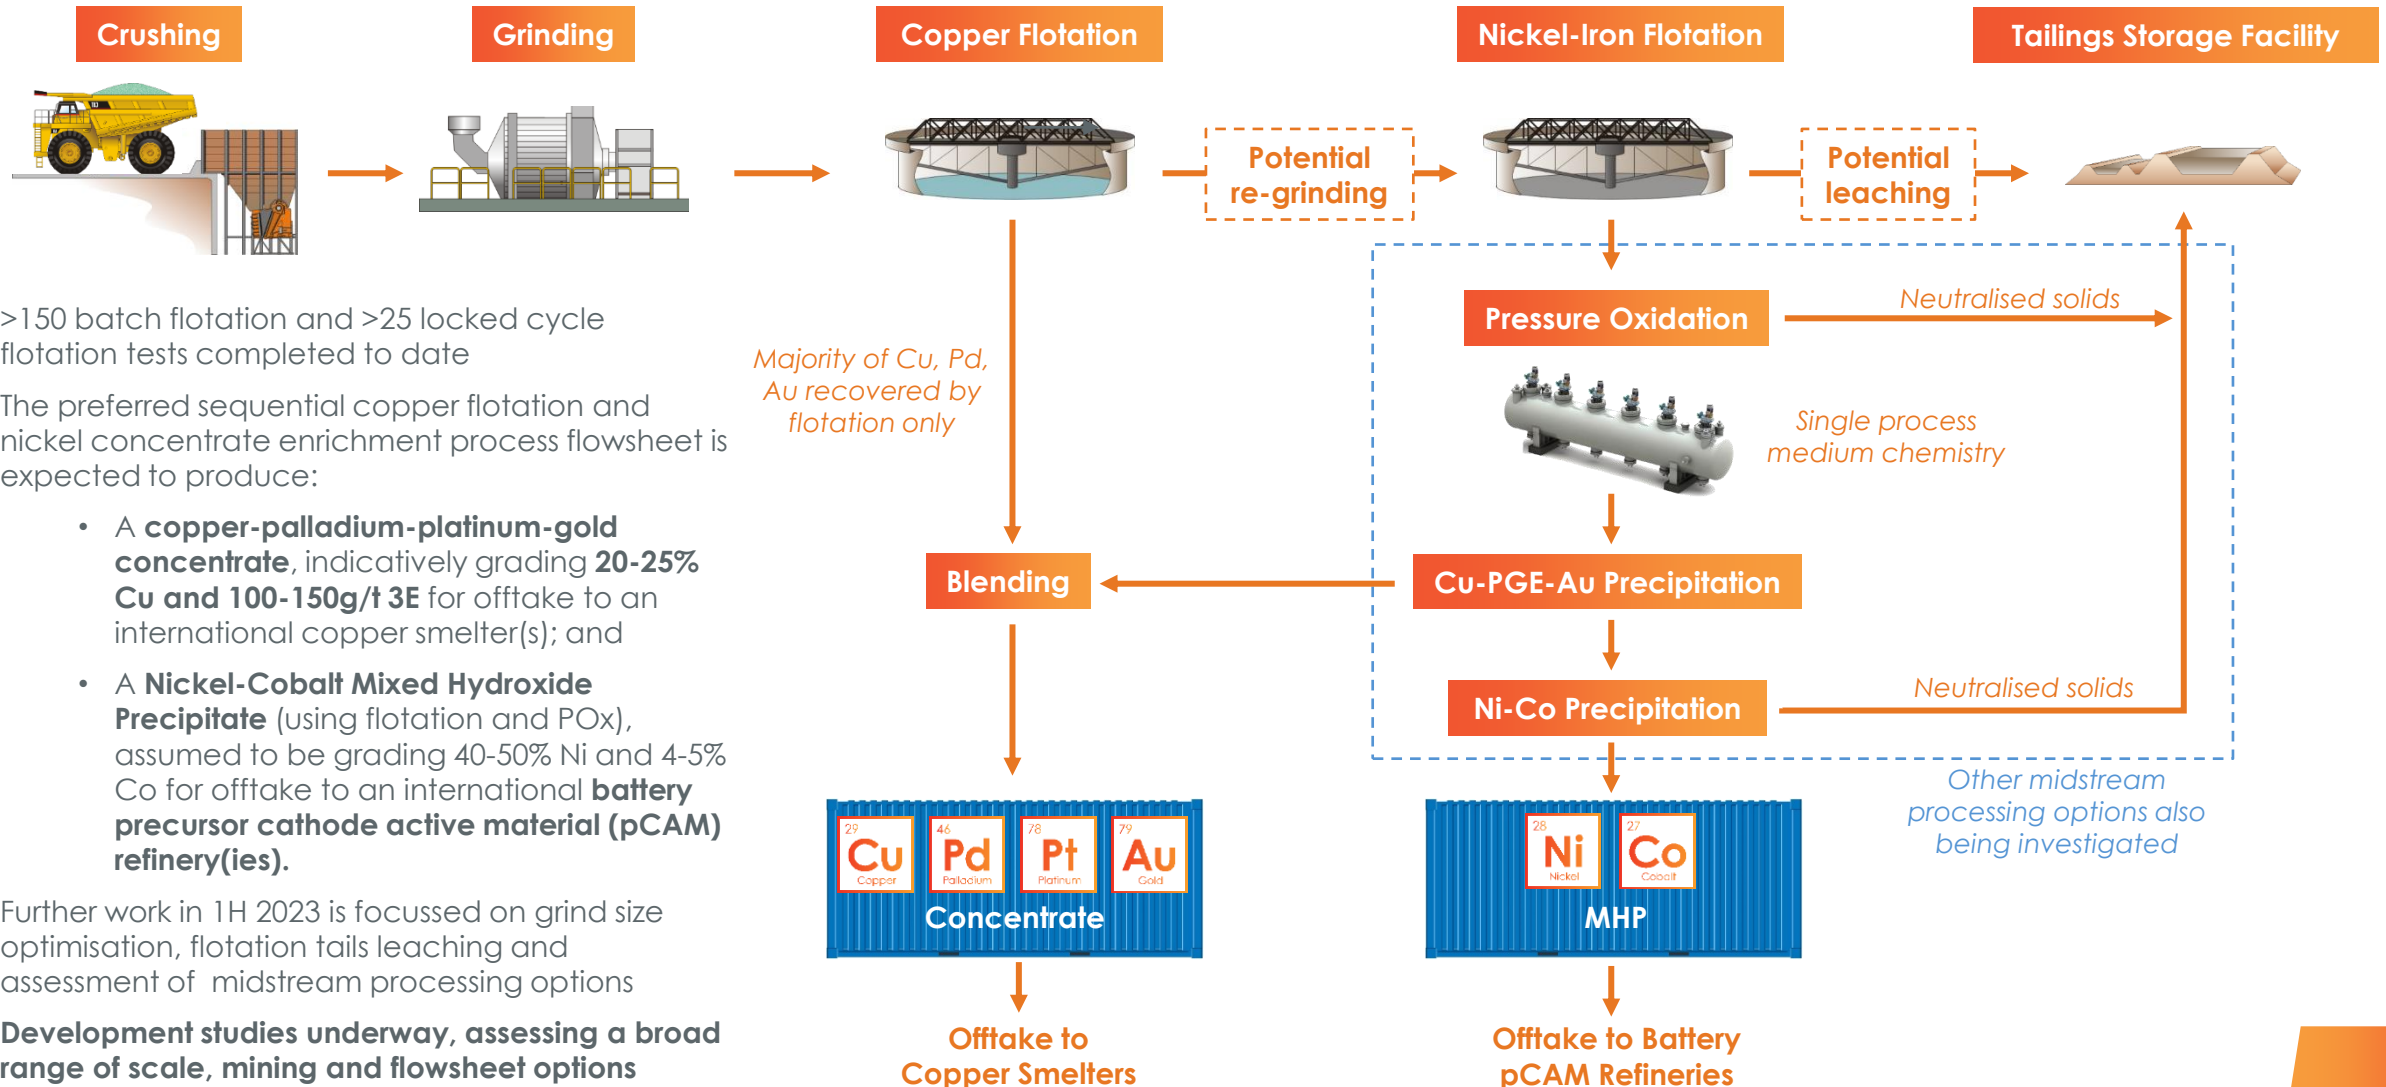 Crushing
Grinding
Copper Flotation
Nickel-Iron Flotation
Tailings Storage Facility
Potential
re-grinding
Potential
leaching
>150 batch flotation and >25 locked cycle
flotation tests completed to date
The preferred sequential copper flotation and
nickel concentrate enrichment process flowsheet is
expected to produce:
• A copper-palladium-platinum-gold
concentrate, indicatively grading 20-25%
Cu and 100-150g/t 3E for offtake to an
international copper smelter(s); and
• A Nickel-Cobalt Mixed Hydroxide
Precipitate (using flotation and POx),
assumed to be grading 40-50% Ni and 4-5%
Co for offtake to an international battery
precursor cathode active material (pCAM)
refinery(ies).
Further work in 1H 2023 is focussed on grind size
optimisation, flotation tails leaching and
assessment of  midstream processing options
Development studies underway, assessing a broad
range of scale, mining and flowsheet options
Majority of Cu, Pd,
Au recovered by
flotation only
Pressure Oxidation
Neutralised solids
Single process
medium chemistry
Blending
Cu-PGE-Au Precipitation
Ni-Co Precipitation
Neutralised solids
Other midstream
processing options also
being investigated
29
Cu
Copper
46
Pd
Palladium
78
Pt
Platinum
79
Au
Gold
Concentrate
28
Ni
Nickel
27
Co
Cobalt
MHP
Offtake to
Copper Smelters
Offtake to Battery
pCAM Refineries